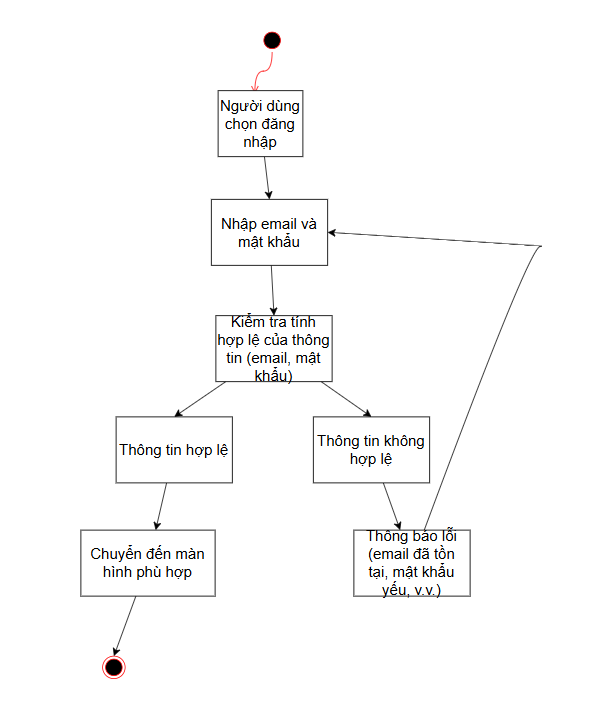 Người dùng
chọn đăng
nhập
Nhập email và
mật khẩu
Kiểm tra tính
hợp lệ của thông
tin (email, mật
khẩu)
Thông tin hợp lệ
Thông tin không
hợp lệ
Chuyển đến màn
hình phù hợp
Thông báo lỗi
(email đã tồn
tại, mật khẩu
yếu, v.v.)